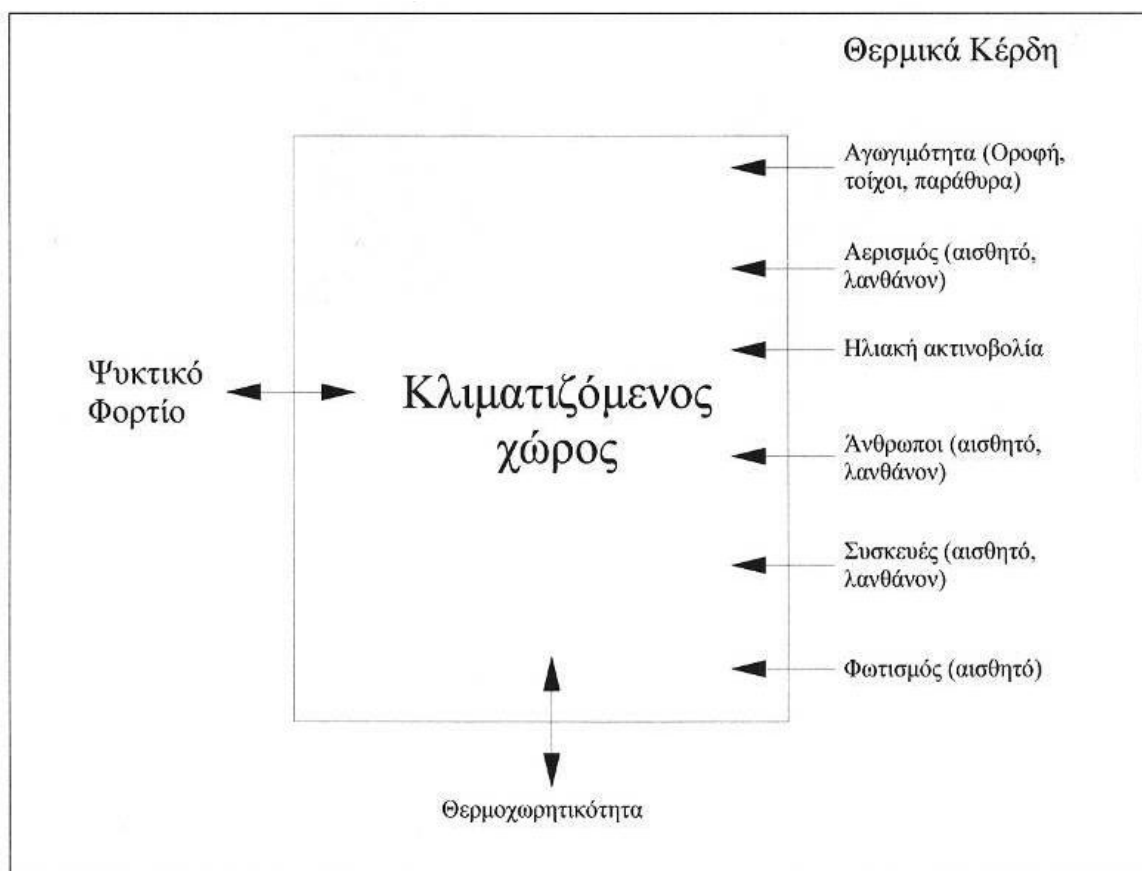 Θερμικά Κέρδη
Αγωγιμότητα (Οροφή,
τοίχοι, παράθυρα)
Αερισμός (αισθητό,
λανθάνον)
Ηλιακή ακτινοβολία
Ψυκτικό
Φορτίο
Κλιματιζόμενος
χώρος
Άνθρωποι (αισθητό,
λανθάνον)
Συσκευές (αισθητό,
λανθάνον)
Φωτισμός (αισθητό)
Θερμοχωρητικότητα